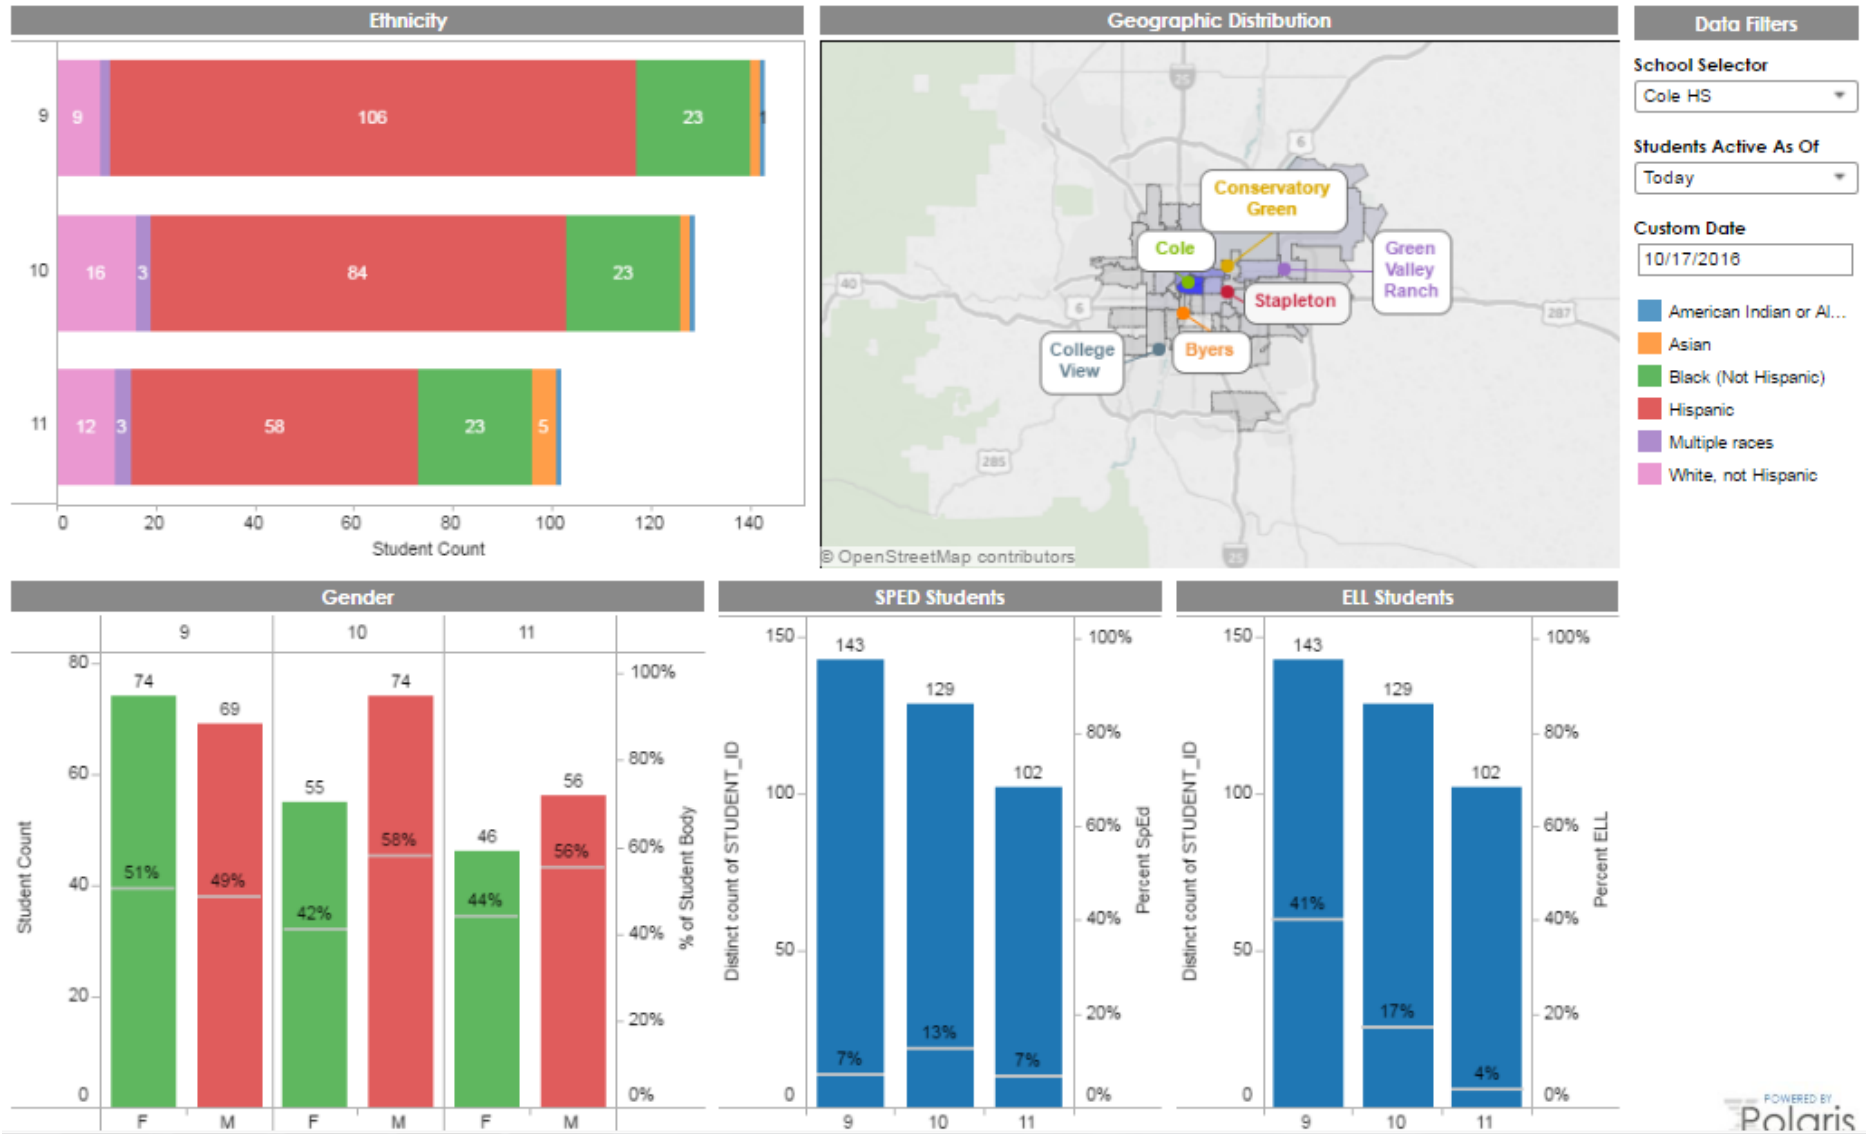 Ethnicity
9
9
106
23
1
10
16
3
84
23
11
12
3
58
23
5
0 20 40 60 80 100 120 140
Student Count
Geographic Distribution
25
6
Conservatory
Green
Cole
Green
Valley
Ranch
40
6
Stapleton
287
College
View
Byers
285
25
© OpenStreetMap contributors
Data Filters
School Selector
Cole HS
Students Active As Of
Today
Custom Date
10/17/2016
American Indian or Al...
Asian
Black (Not Hispanic)
Hispanic
Multiple races
White, not Hispanic
Gender
9 10 11
Student Count
80
60
40
20
0
74
51%
69
49%
55
42%
74
58%
46
44%
56
56%
100%
80%
60%
40%
20%
0%
% of Student Body
F M F M F M
SPED Students
Distinct count of STUDENT_ID
150
100
50
0
143
7%
129
13%
102
7%
100%
80%
60%
40%
20%
0%
Percent SpEd
9 10 11
ELL Students
Distinct count of STUDENT_ID
150
100
50
0
143
41%
129
17%
102
4%
100%
80%
60%
40%
20%
0%
Percent ELL
9 10 11
POWERED BY
Polaris